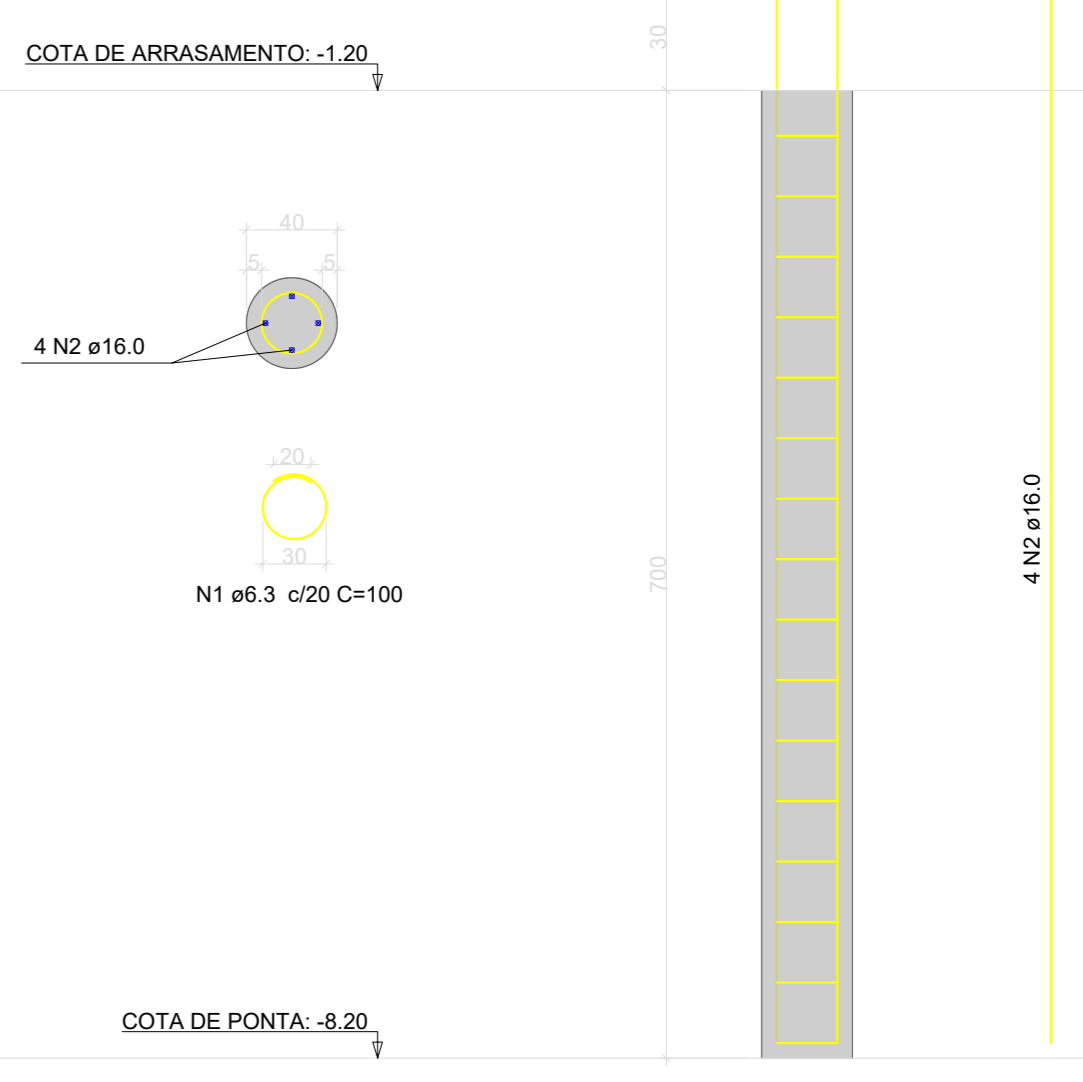 30
COTA DE ARRASAMENTO: -1.20
40
5 5
4 N2 ø16.0
20
30
N1 ø6.3 c/20 C=100
700
4 N2 ø16.0
COTA DE PONTA: -8.20